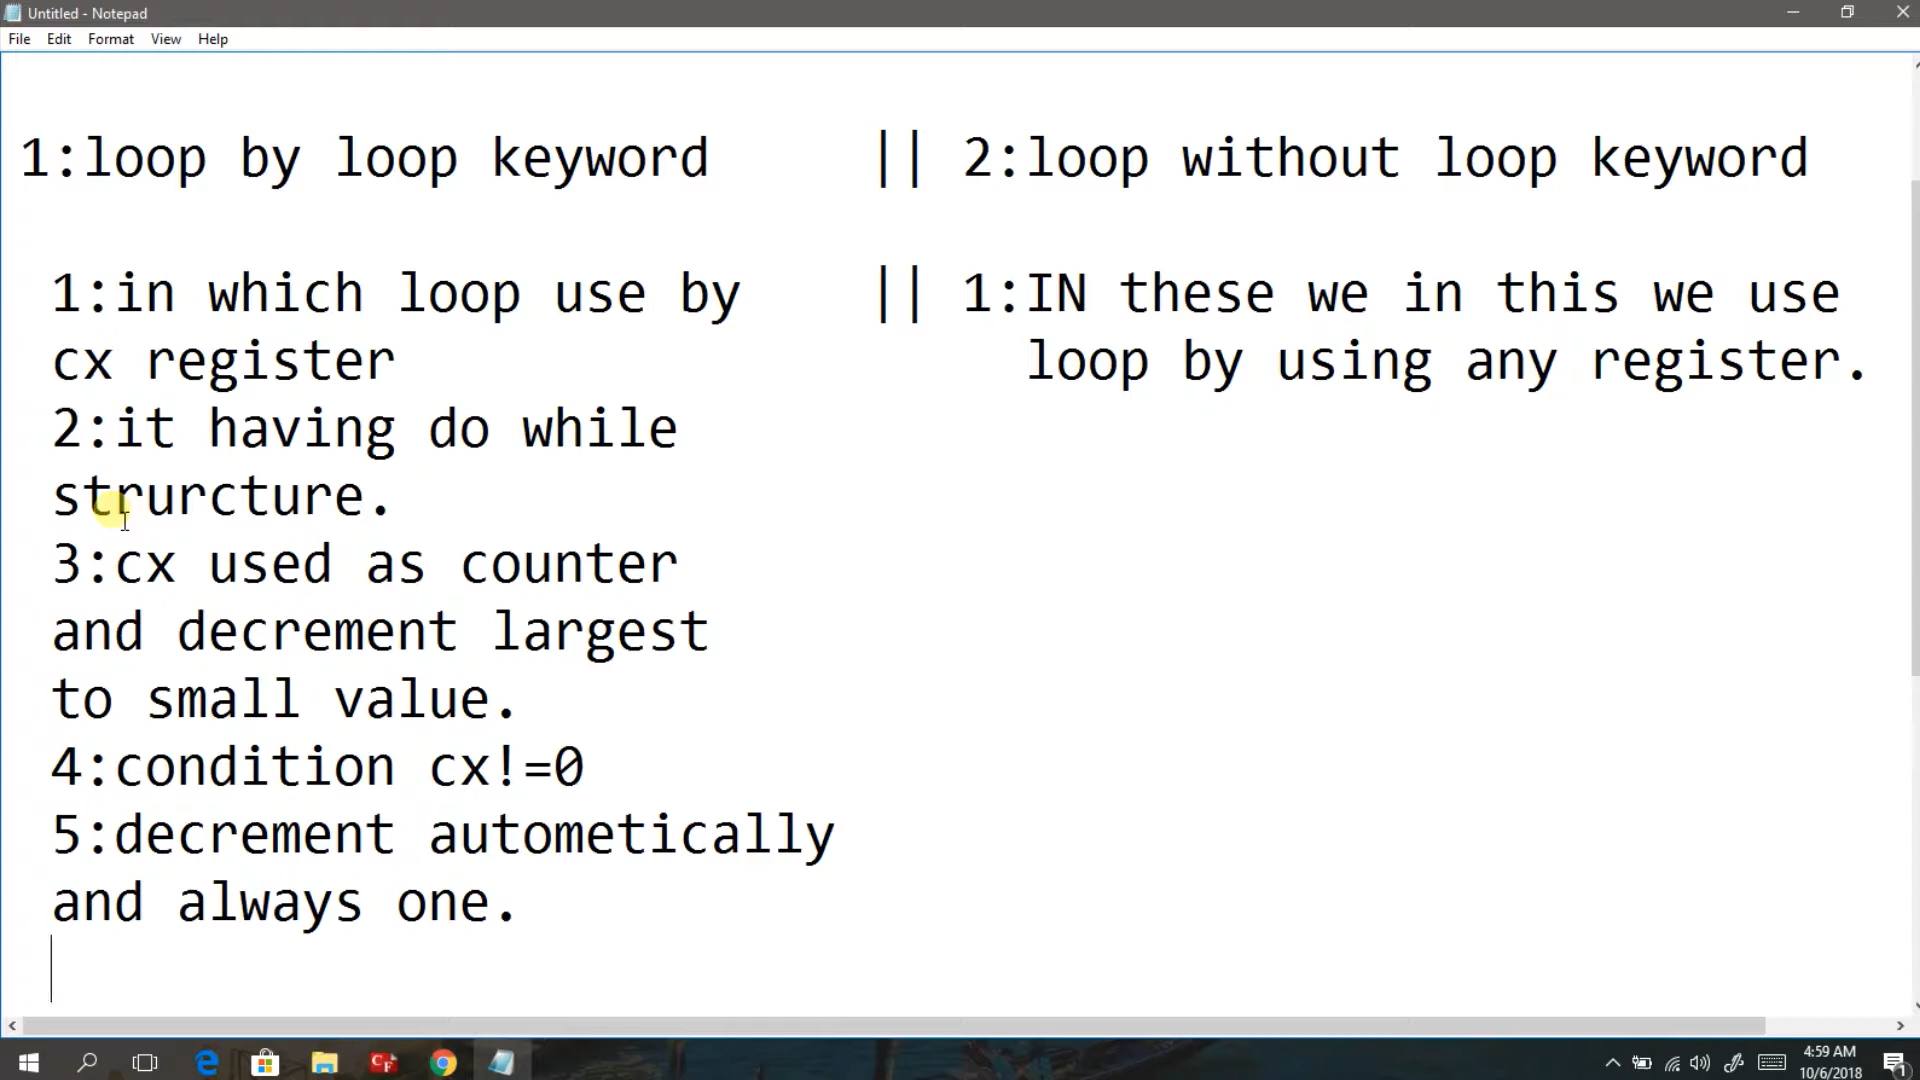 Untitled - Notepad
File Edit Format View Help
1:loop by loop keyword || 2:loop without loop keyword
1:in which loop use by || 1:IN these we in this we use
cx register loop by using any register.
2:it having do while
strurcture.
3:cx used as counter
and decrement largest
to small value.
4:condition cx!=0
5:decrement autometically
and always one.
4:59 AM
10/6/2018